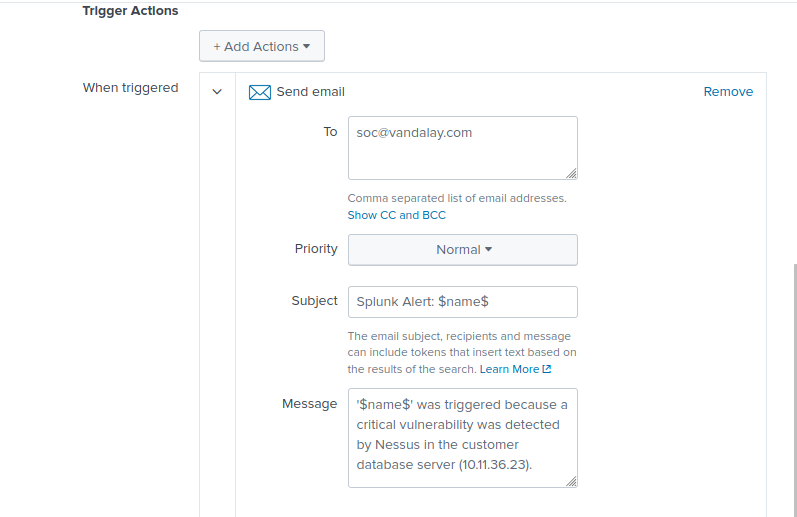 Trigger Actions
+ Add Actions
When triggered
Send email
Remove
To
soc@vandalay.com
Comma separated list of email addresses.
Show CC and BCC
Priority
Normal
Subject
Splunk Alert: $name$
The email subject, recipients and message
can include tokens that insert text based on
the results of the search. Learn More
Message
'$name$' was triggered because a
critical vulnerability was detected
by Nessus in the customer
database server (10.11.36.23).